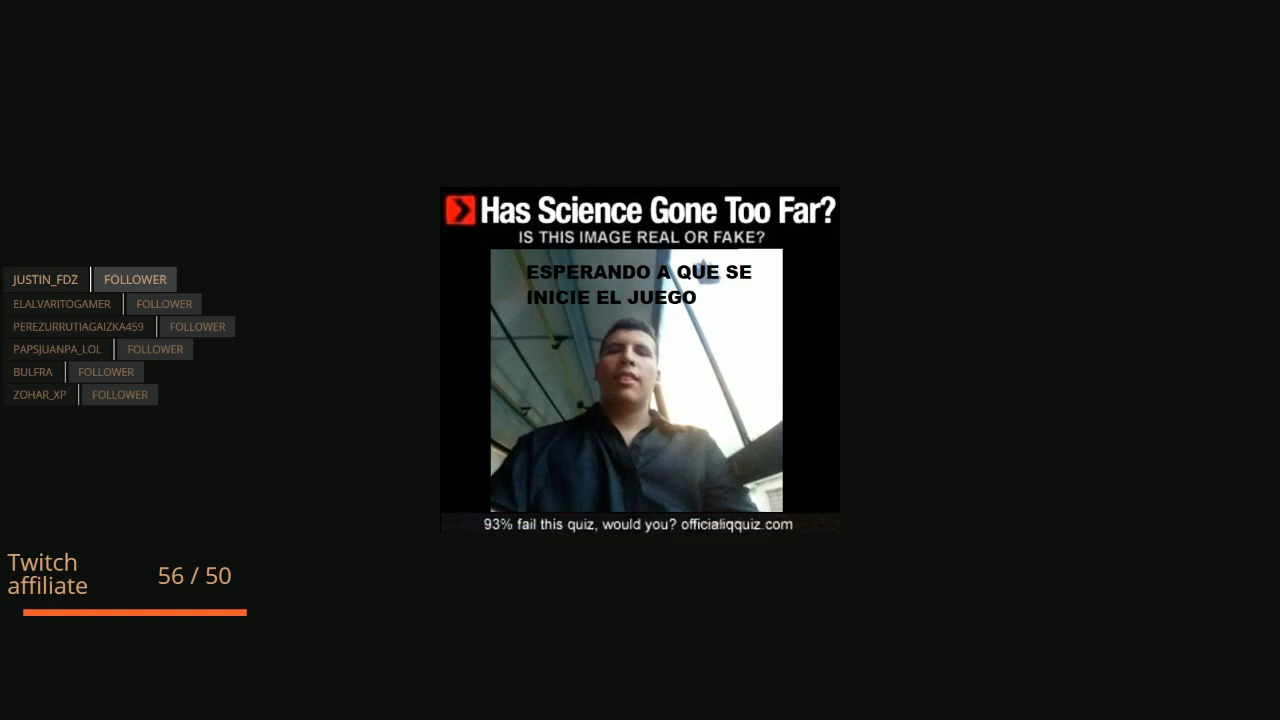 Has Science Gone Too Far?
IS THIS IMAGE REAL OR FAKE?
ESPERANDO A QUE SE
INICIE EL JUEGO
93% fail this quiz, would you? officialiqquiz.com
JUSTIN_FDZ FOLLOWER
ELALVARITOGAMER FOLLOWER
PEREZURRUTIAGAIZKA459 FOLLOWER
PAPSJUANPA_LOL FOLLOWER
BULFRA FOLLOWER
ZOHAR_XP FOLLOWER
Twitch
affiliate
56 / 50